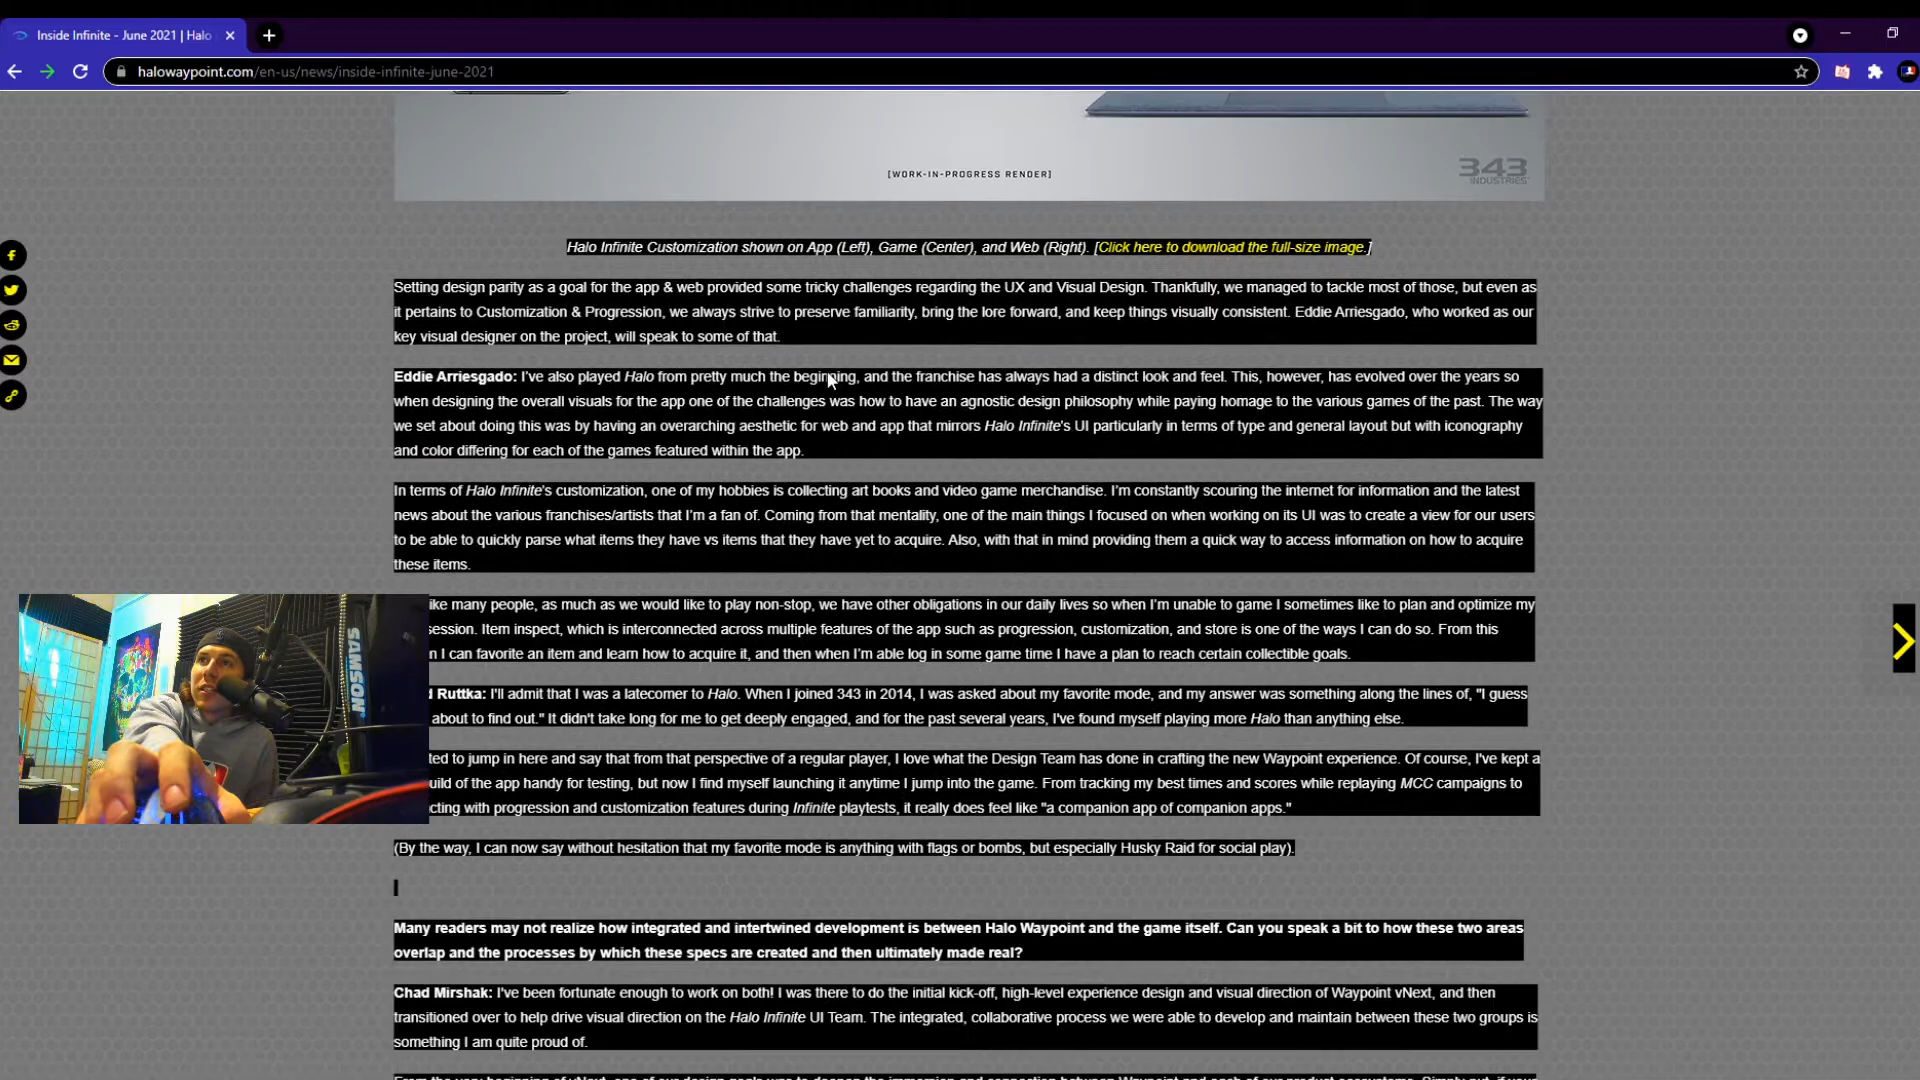 Inside Infinite - June 2021 | Halo
halowaypoint.com/en-us/news/inside-infinite-june-2021
[WORK-IN-PROGRESS RENDER]
343
INDUSTRIES
Halo Infinite Customization shown on App (Left), Game (Center), and Web (Right). [Click here to download the full-size image.]
Setting design parity as a goal for the app & web provided some tricky challenges regarding the UX and Visual Design. Thankfully, we managed to tackle most of those, but even as
it pertains to Customization & Progression, we always strive to preserve familiarity, bring the lore forward, and keep things visually consistent. Eddie Arriesgado, who worked as our
key visual designer on the project, will speak to some of that.
Eddie Arriesgado: I've also played Halo from pretty much the beginning, and the franchise has always had a distinct look and feel. This, however, has evolved over the years so
when designing the overall visuals for the app one of the challenges was how to have an agnostic design philosophy while paying homage to the various games of the past. The way
we set about doing this was by having an overarching aesthetic for web and app that mirrors Halo Infinite's UI particularly in terms of type and general layout but with iconography
and color differing for each of the games featured within the app.
In terms of Halo Infinite's customization, one of my hobbies is collecting art books and video game merchandise. I'm constantly scouring the internet for information and the latest
news about the various franchises/artists that I'm a fan of. Coming from that mentality, one of the main things I focused on when working on its UI was to create a view for our users
to be able to quickly parse what items they have vs items that they have yet to acquire. Also, with that in mind providing them a quick way to access information on how to acquire
these items.
ike many people, as much as we would like to play non-stop, we have other obligations in our daily lives so when I'm unable to game I sometimes like to plan and optimize my
session. Item inspect, which is interconnected across multiple features of the app such as progression, customization, and store is one of the ways I can do so. From this
n I can favorite an item and learn how to acquire it, and then when I'm able log in some game time I have a plan to reach certain collectible goals.
d Ruttka: I'll admit that I was a latecomer to Halo. When I joined 343 in 2014, I was asked about my favorite mode, and my answer was something along the lines of, "I guess
about to find out." It didn't take long for me to get deeply engaged, and for the past several years, I've found myself playing more Halo than anything else.
ted to jump in here and say that from that perspective of a regular player, I love what the Design Team has done in crafting the new Waypoint experience. Of course, I've kept a
uild of the app handy for testing, but now I find myself launching it anytime I jump into the game. From tracking my best times and scores while replaying MCC campaigns to
cting with progression and customization features during Infinite playtests, it really does feel like "a companion app of companion apps."
SAMSON
(By the way, I can now say without hesitation that my favorite mode is anything with flags or bombs, but especially Husky Raid for social play).
Many readers may not realize how integrated and intertwined development is between Halo Waypoint and the game itself. Can you speak a bit to how these two areas
overlap and the processes by which these specs are created and then ultimately made real?
Chad Mirshak: I've been fortunate enough to work on both! I was there to do the initial kick-off, high-level experience design and visual direction of Waypoint vNext, and then
transitioned over to help drive visual direction on the Halo Infinite UI Team. The integrated, collaborative process we were able to develop and maintain between these two groups is
something I am quite proud of.